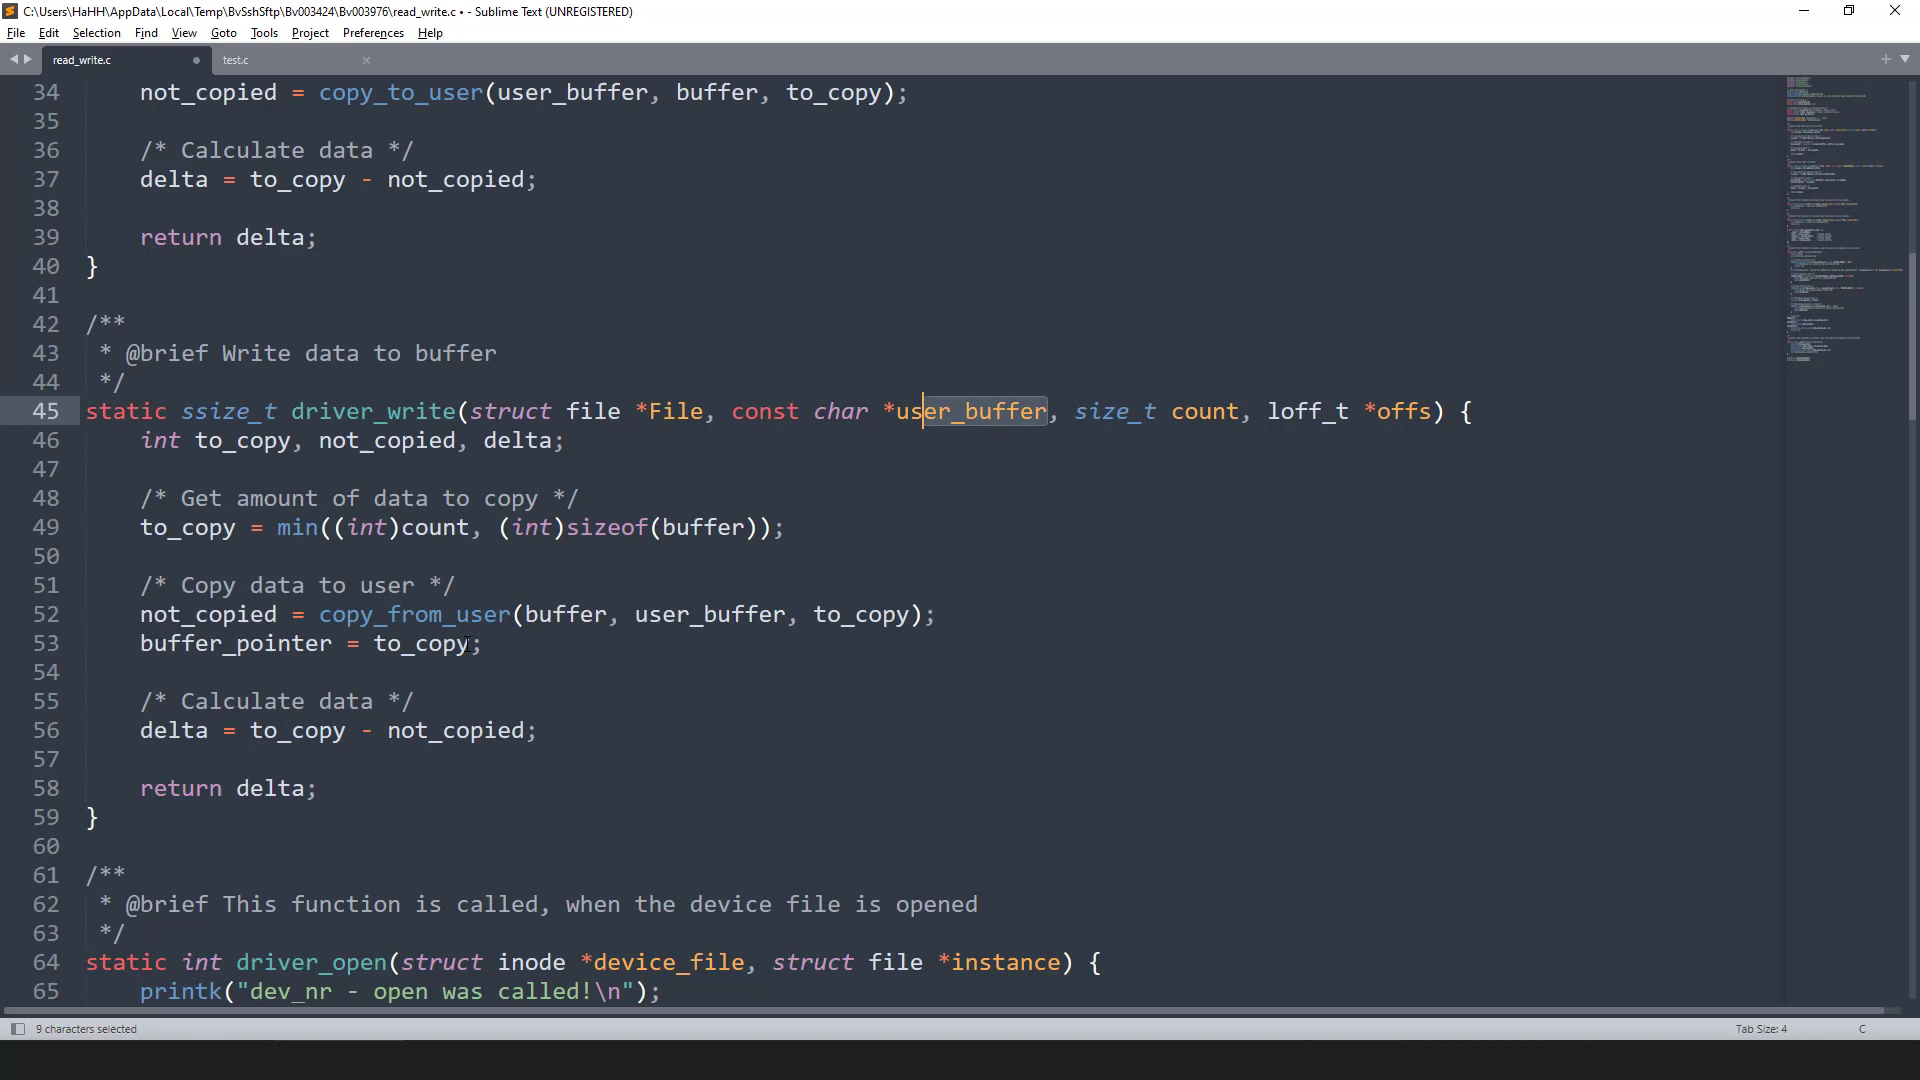 C:\Users\HaHH\AppData\Local\Temp\BvSshSftp\Bv003424\Bv003976\read_write.c • - Sublime Text (UNREGISTERED)
File Edit Selection Find View Goto Tools Project Preferences Help
read_write.c test.c
34 not_copied = copy_to_user(user_buffer, buffer, to_copy);
35
36 /* Calculate data */
37 delta = to_copy - not_copied;
38
39 return delta;
40 }
41
42 /**
43 * @brief Write data to buffer
44 */
45 static ssize_t driver_write(struct file *File, const char *user_buffer, size_t count, loff_t *offs) {
46 int to_copy, not_copied, delta;
47
48 /* Get amount of data to copy */
49 to_copy = min((int)count, (int)sizeof(buffer));
50
51 /* Copy data to user */
52 not_copied = copy_from_user(buffer, user_buffer, to_copy);
53 buffer_pointer = to_copy;
54
55 /* Calculate data */
56 delta = to_copy - not_copied;
57
58 return delta;
59 }
60
61 /**
62 * @brief This function is called, when the device file is opened
63 */
64 static int driver_open(struct inode *device_file, struct file *instance) {
65 printk("dev_nr - open was called!\n");
9 characters selected Tab Size: 4 C